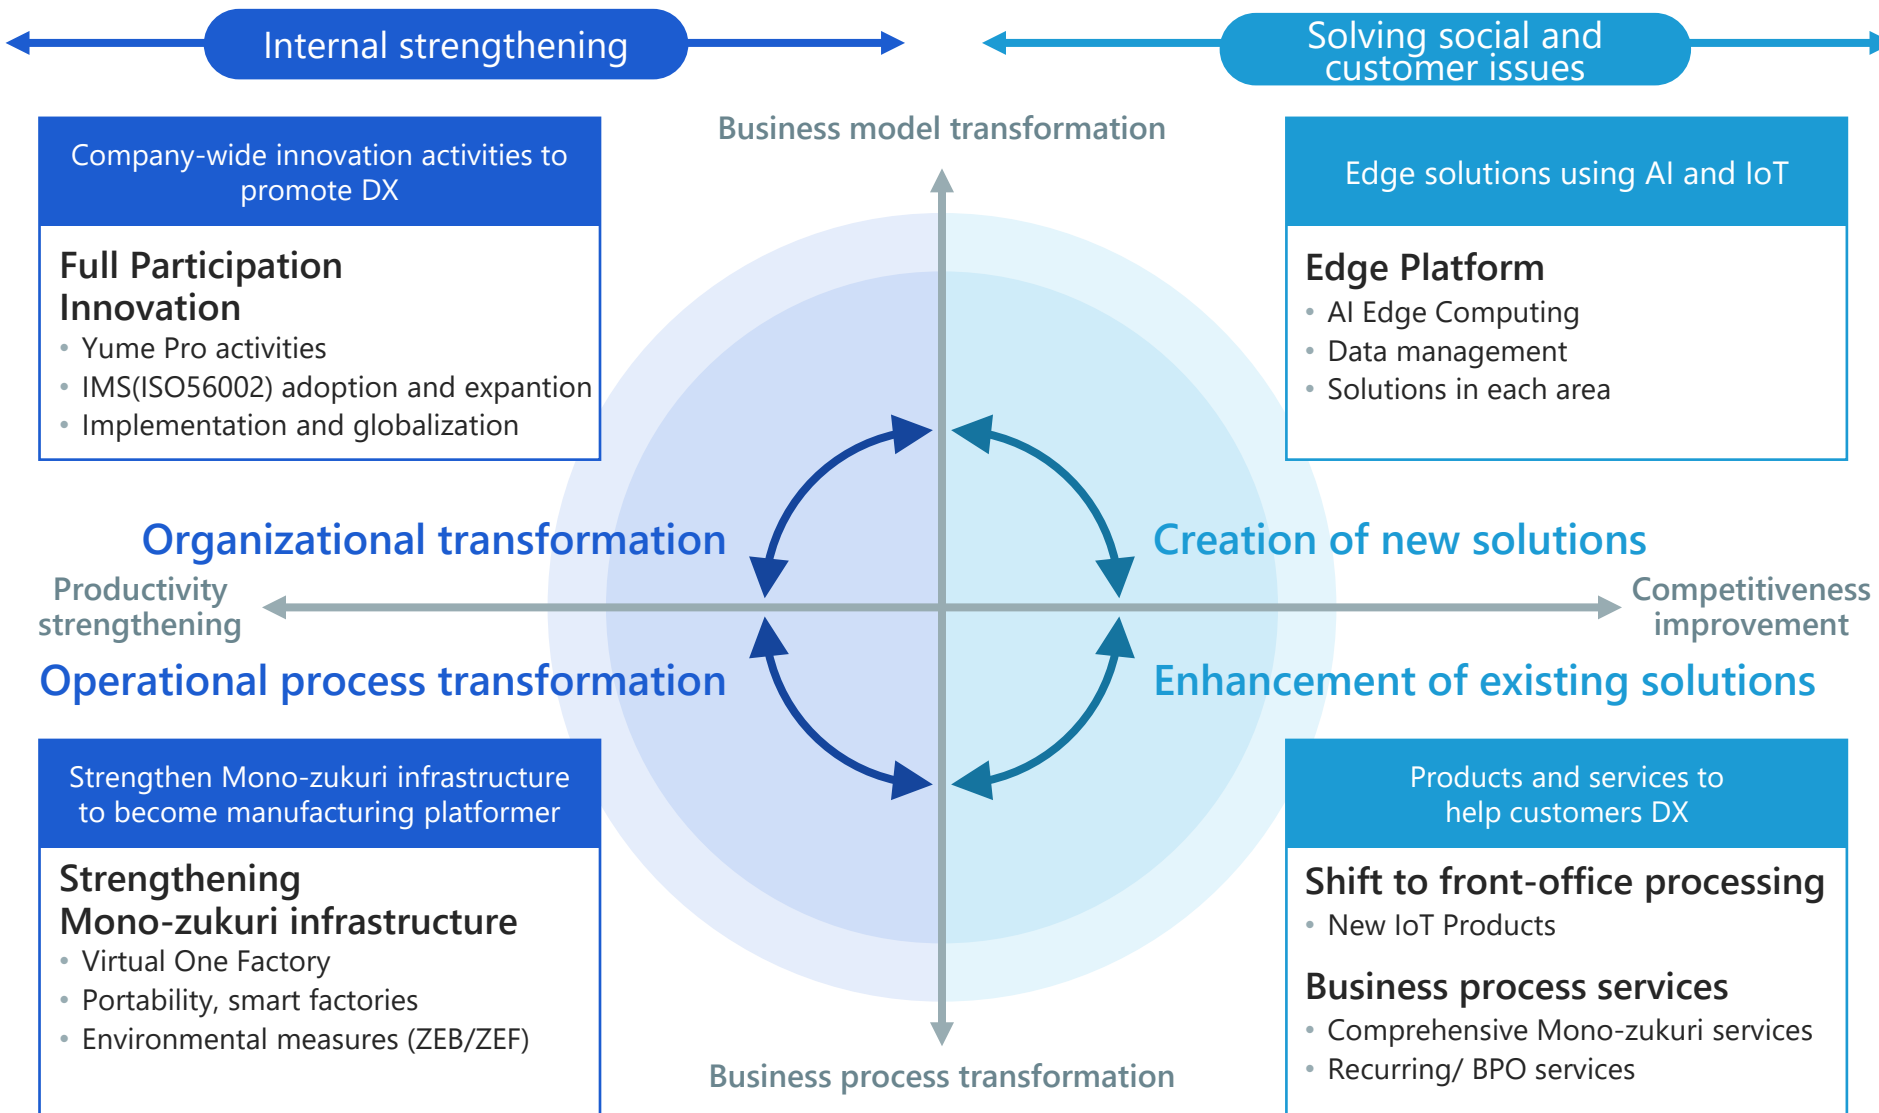 Internal strengthening
Solving social and
customer issues
Business model transformation
Company-wide innovation activities to
promote DX
Full Participation
Innovation
• Yume Pro activities
• IMS(ISO56002) adoption and expantion
• Implementation and globalization
Edge solutions using AI and IoT
Edge Platform
• AI Edge Computing
• Data management
• Solutions in each area
Organizational transformation
Creation of new solutions
Productivity
strengthening
Competitiveness
improvement
Operational process transformation
Enhancement of existing solutions
Strengthen Mono-zukuri infrastructure
to become manufacturing platformer
Strengthening
Mono-zukuri infrastructure
• Virtual One Factory
• Portability, smart factories
• Environmental measures (ZEB/ZEF)
Products and services to
help customers DX
Shift to front-office processing
• New IoT Products
Business process services
• Comprehensive Mono-zukuri services
• Recurring/ BPO services
Business process transformation